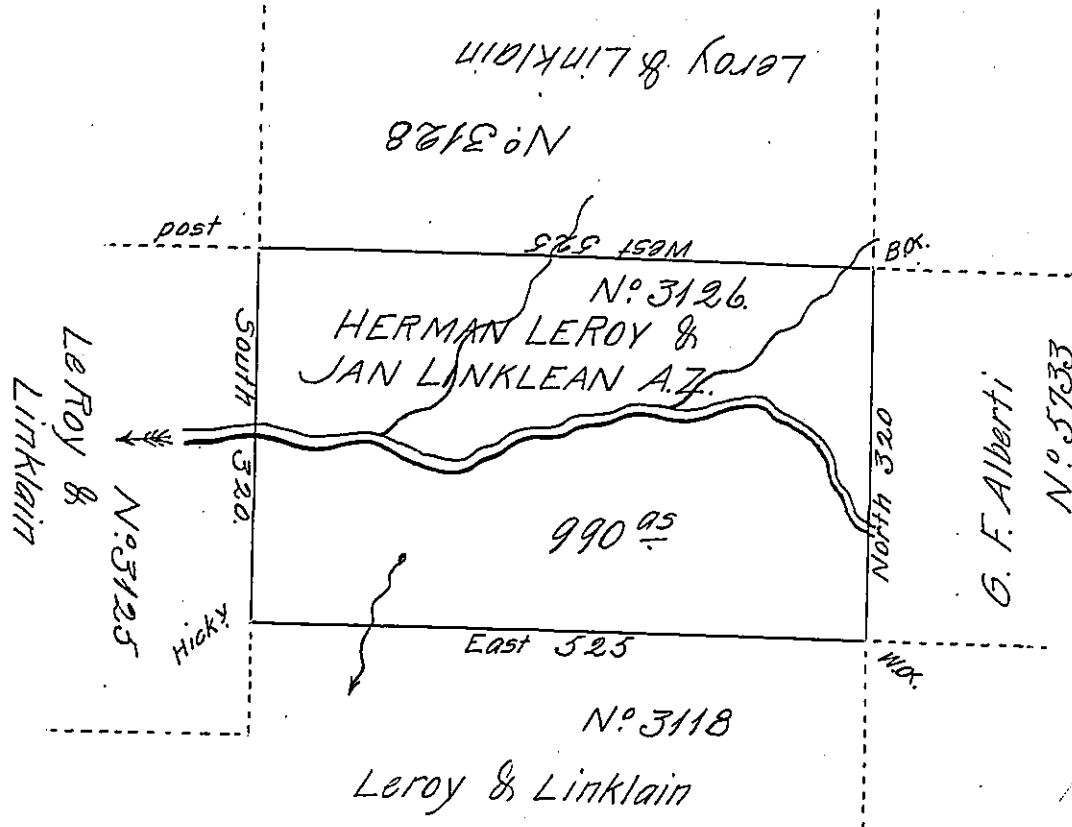 Leroy & Linklain
Nº 3128
post
West 525
BO.
Nº 3126.
HERMAN LEROY &
JAN LINKLEAN A.Z.
South 320.
LeRoy &
Linklain
Nº 3125
990 as
North 320
G. F. Alberti
Nº 5733
Hicky
East 525
W.O.
Nº 3118
Leroy & Linklain